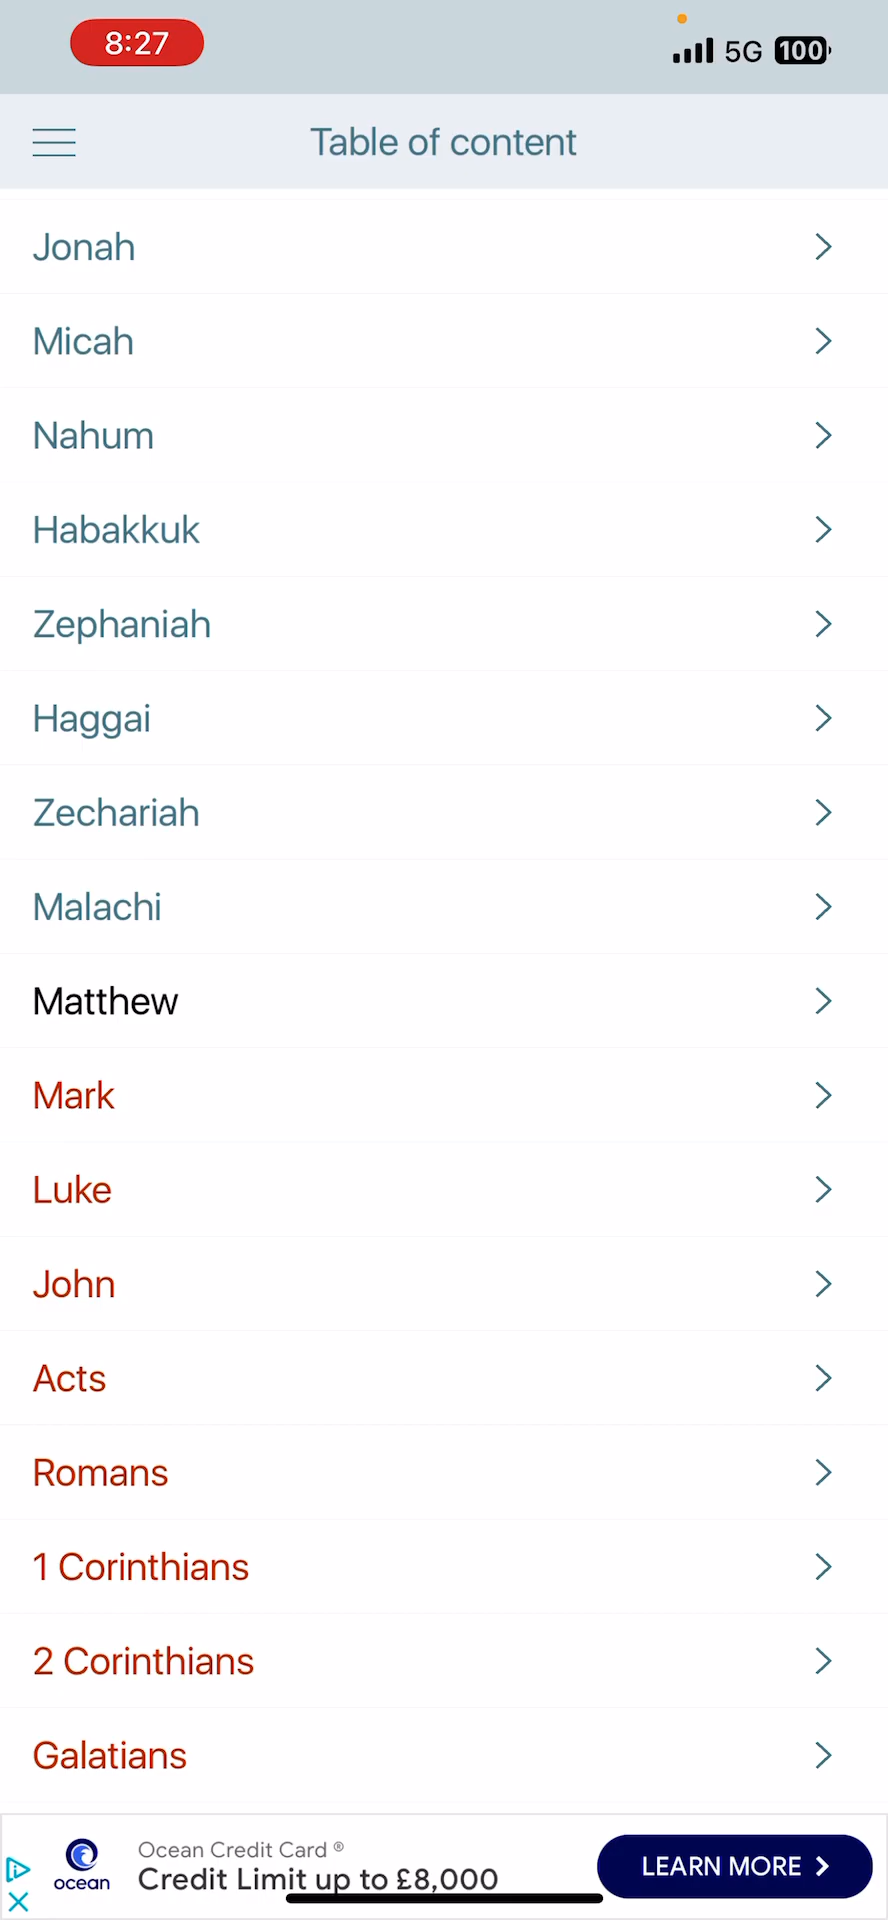 8:27
5G 100
Table of content
Jonah
Micah
Nahum
Habakkuk
Zephaniah
Haggai
Zechariah
Malachi
Matthew
Mark
Luke
John
Acts
Romans
1 Corinthians
2 Corinthians
Galatians
Ocean Credit Card ®
Credit Limit up to £8,000
ocean
LEARN MORE